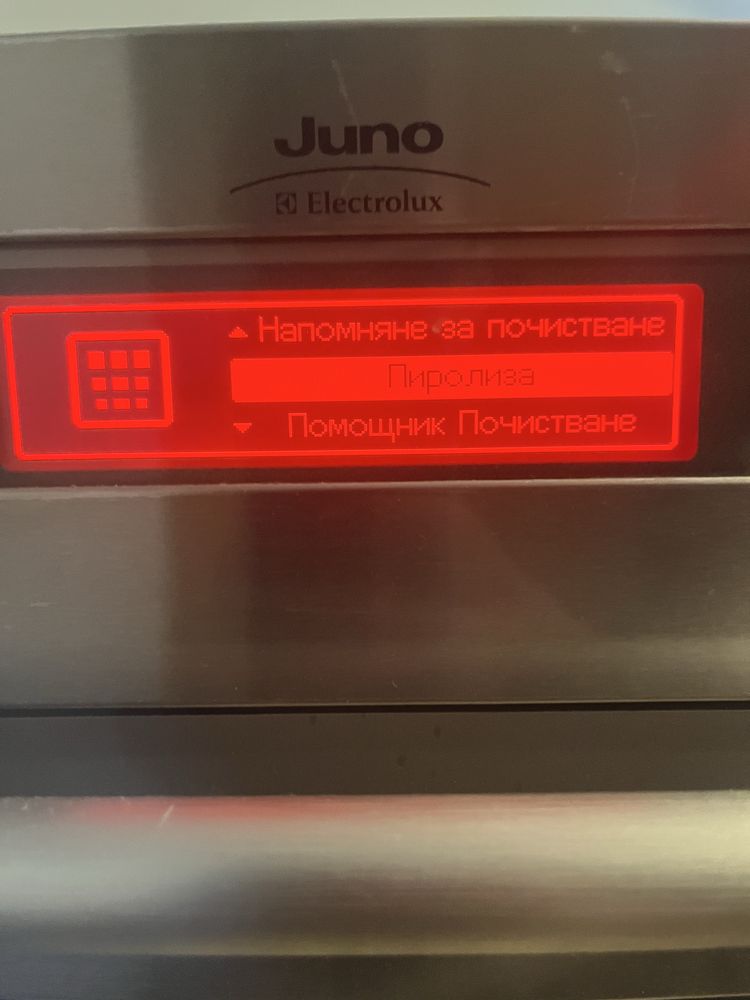 Juno
Electrolux
Напомняне за почистване
Пиролиза
Помощник Почистване